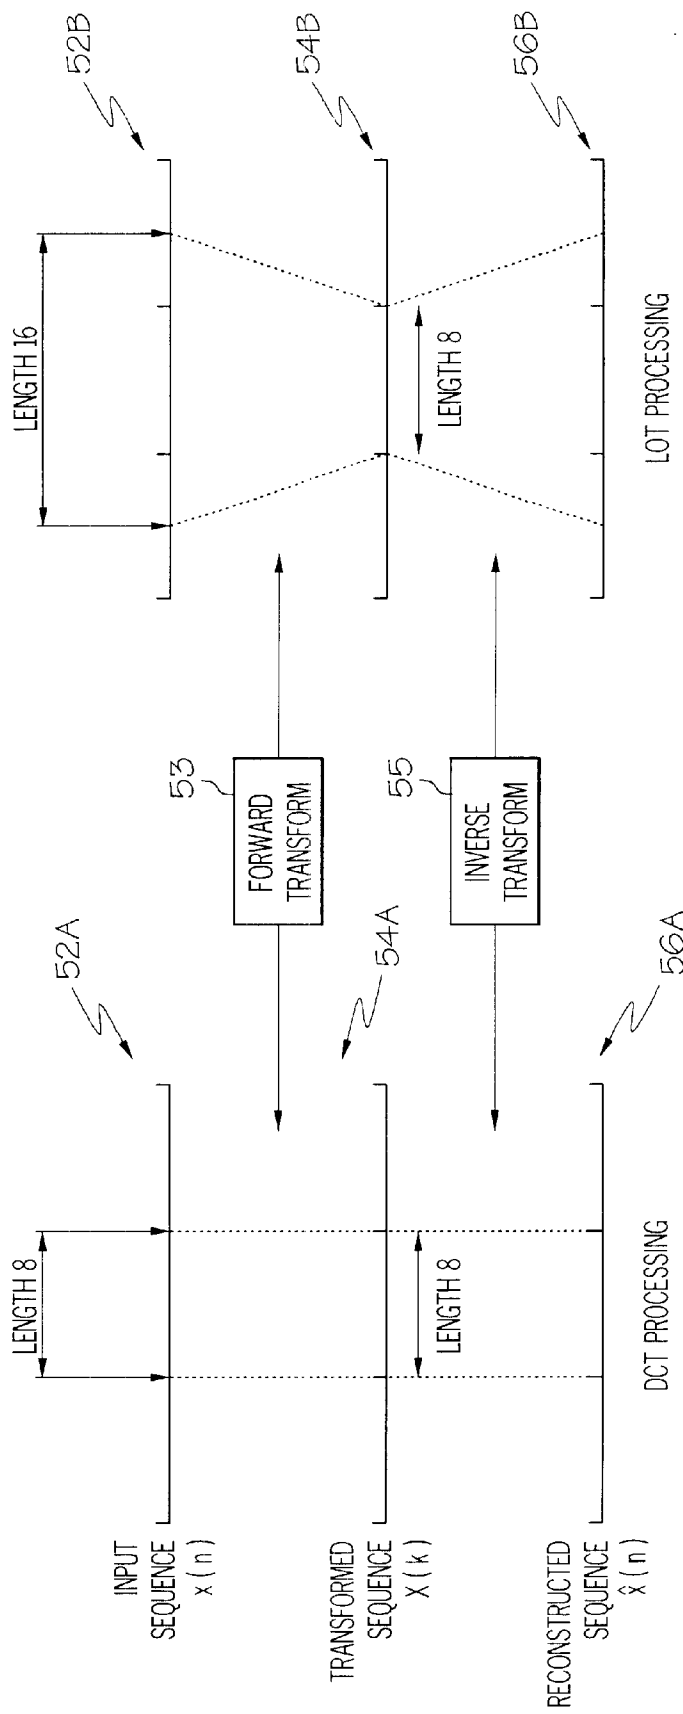 LENGTH 8
LENGTH 16
52A
52B
INPUT
SEQUENCE
x (n)
53
FORWARD
TRANSFORM
54A
54B
TRANSFORMED
SEQUENCE
X (k)
LENGTH 8
LENGTH 8
55
INVERSE
TRANSFORM
56A
56B
RECONSTRUCTED
SEQUENCE
x̂ (n)
DCT PROCESSING
LOT PROCESSING